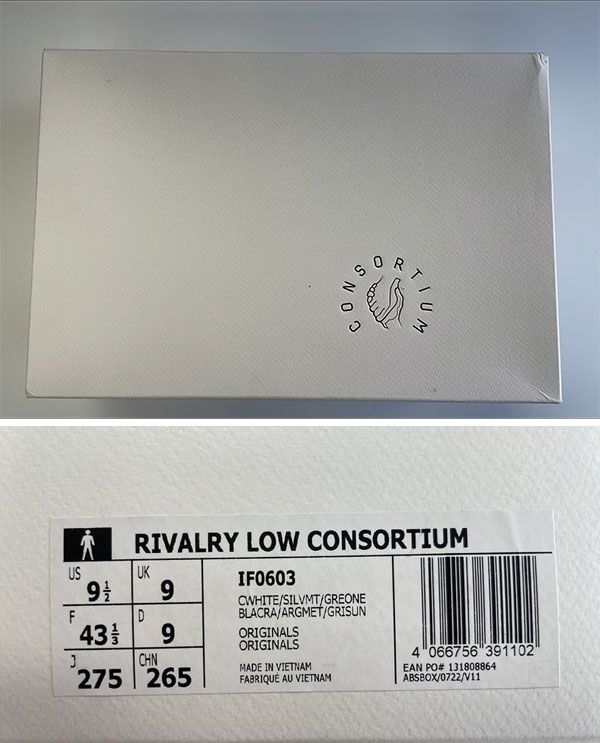 CONSORTIUM
RIVALRY LOW CONSORTIUM
US 9½ UK 9
F 43⅓ D 9
J 275 CHN 265
IF0603
CWHITE/SILVMT/GREONE
BLACRA/ARGMET/GRISUN
ORIGINALS
ORIGINALS
MADE IN VIETNAM
FABRIQUÉ AU VIETNAM
4 066756 391102
EAN PO# 131808864
ABSBOX/0722/V11